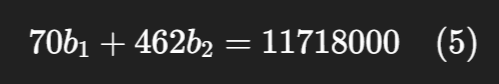 70b₁ + 462b₂ = 11718000 (5)